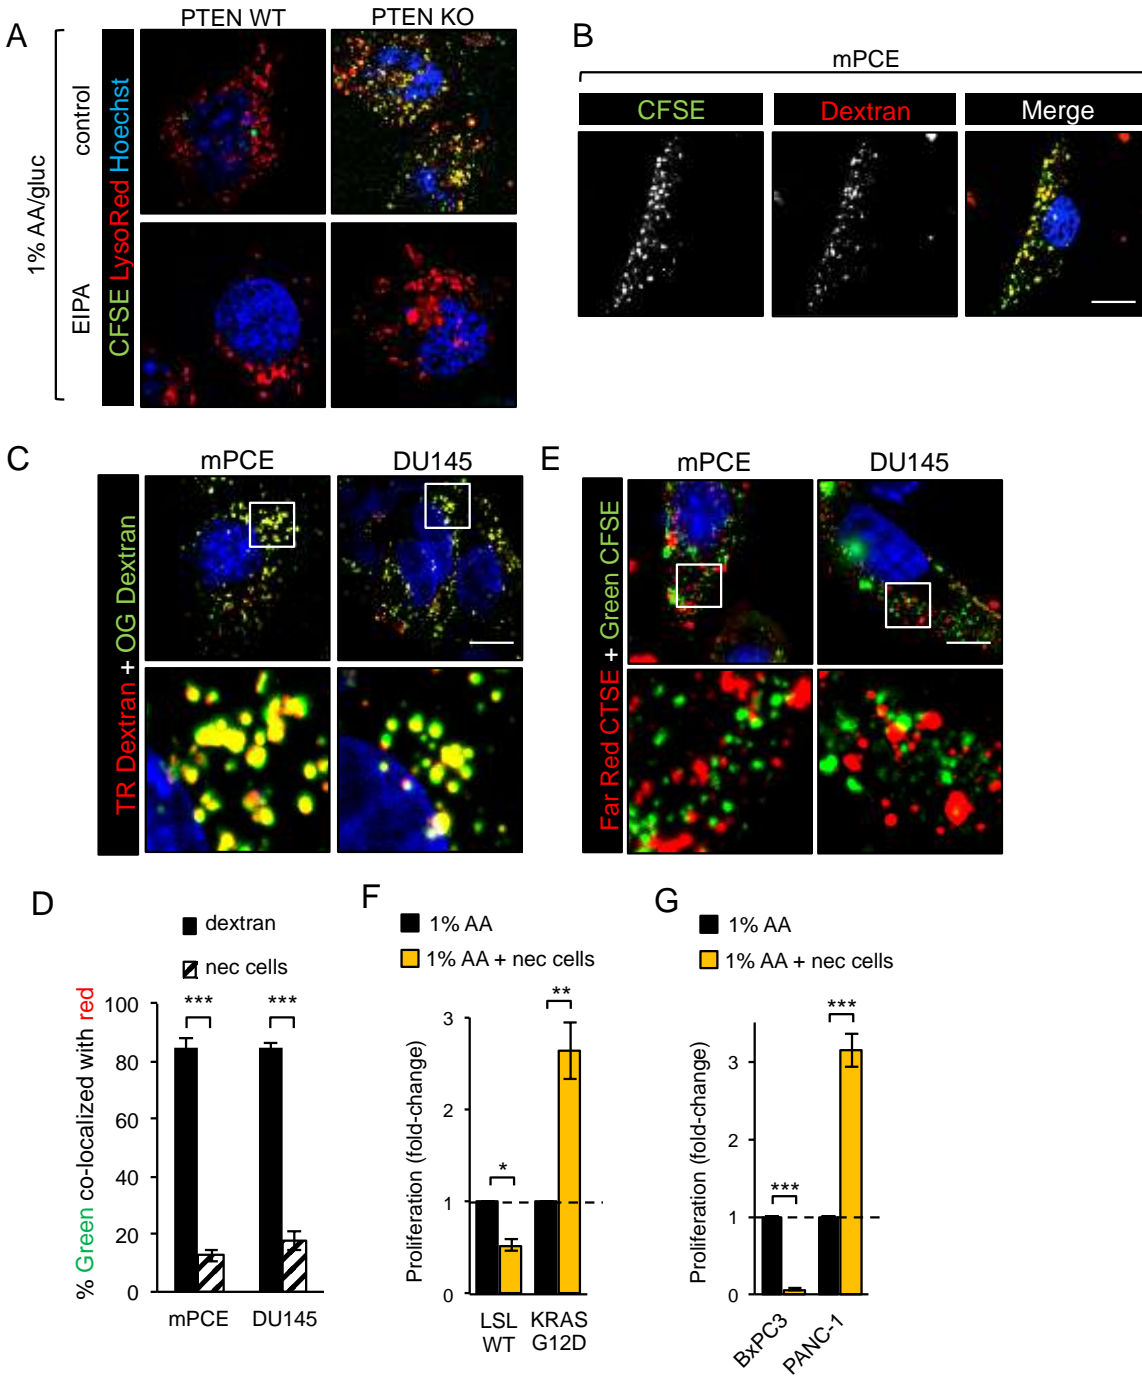 A
PTEN WT
PTEN KO
1% AA/gluc
control
EIPA
CFSE LysoRed Hoechst
B
mPCE
CFSE
Dextran
Merge
C
mPCE
DU145
TR Dextran + OG Dextran
E
mPCE
DU145
Far Red CTSE + Green CFSE
D
dextran
nec cells
% Green co-localized with red
100
80
60
40
20
0
***
***
mPCE
DU145
F
1% AA
1% AA + nec cells
Proliferation (fold-change)
3
2
1
0
*
**
LSL
WT
KRAS
G12D
G
1% AA
1% AA + nec cells
Proliferation (fold-change)
3
2
1
0
***
***
BxPC3
PANC-1